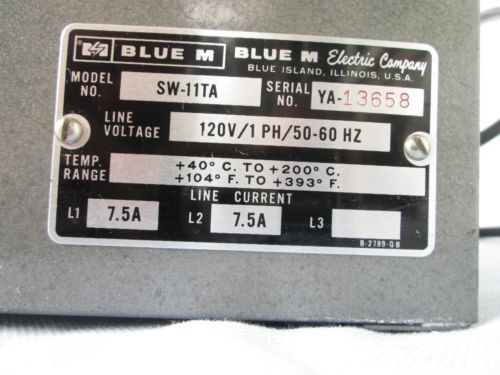 BLUE M BLUE M Electric Company
BLUE ISLAND, ILLINOIS, U.S.A.
MODEL NO. SW-11TA SERIAL NO. YA-13658
LINE VOLTAGE 120V/1 PH/50-60 HZ
TEMP. RANGE +40° C. TO +200° C.
+104° F. TO +393° F.
LINE CURRENT
L1 7.5A L2 7.5A L3
B-2789-0B